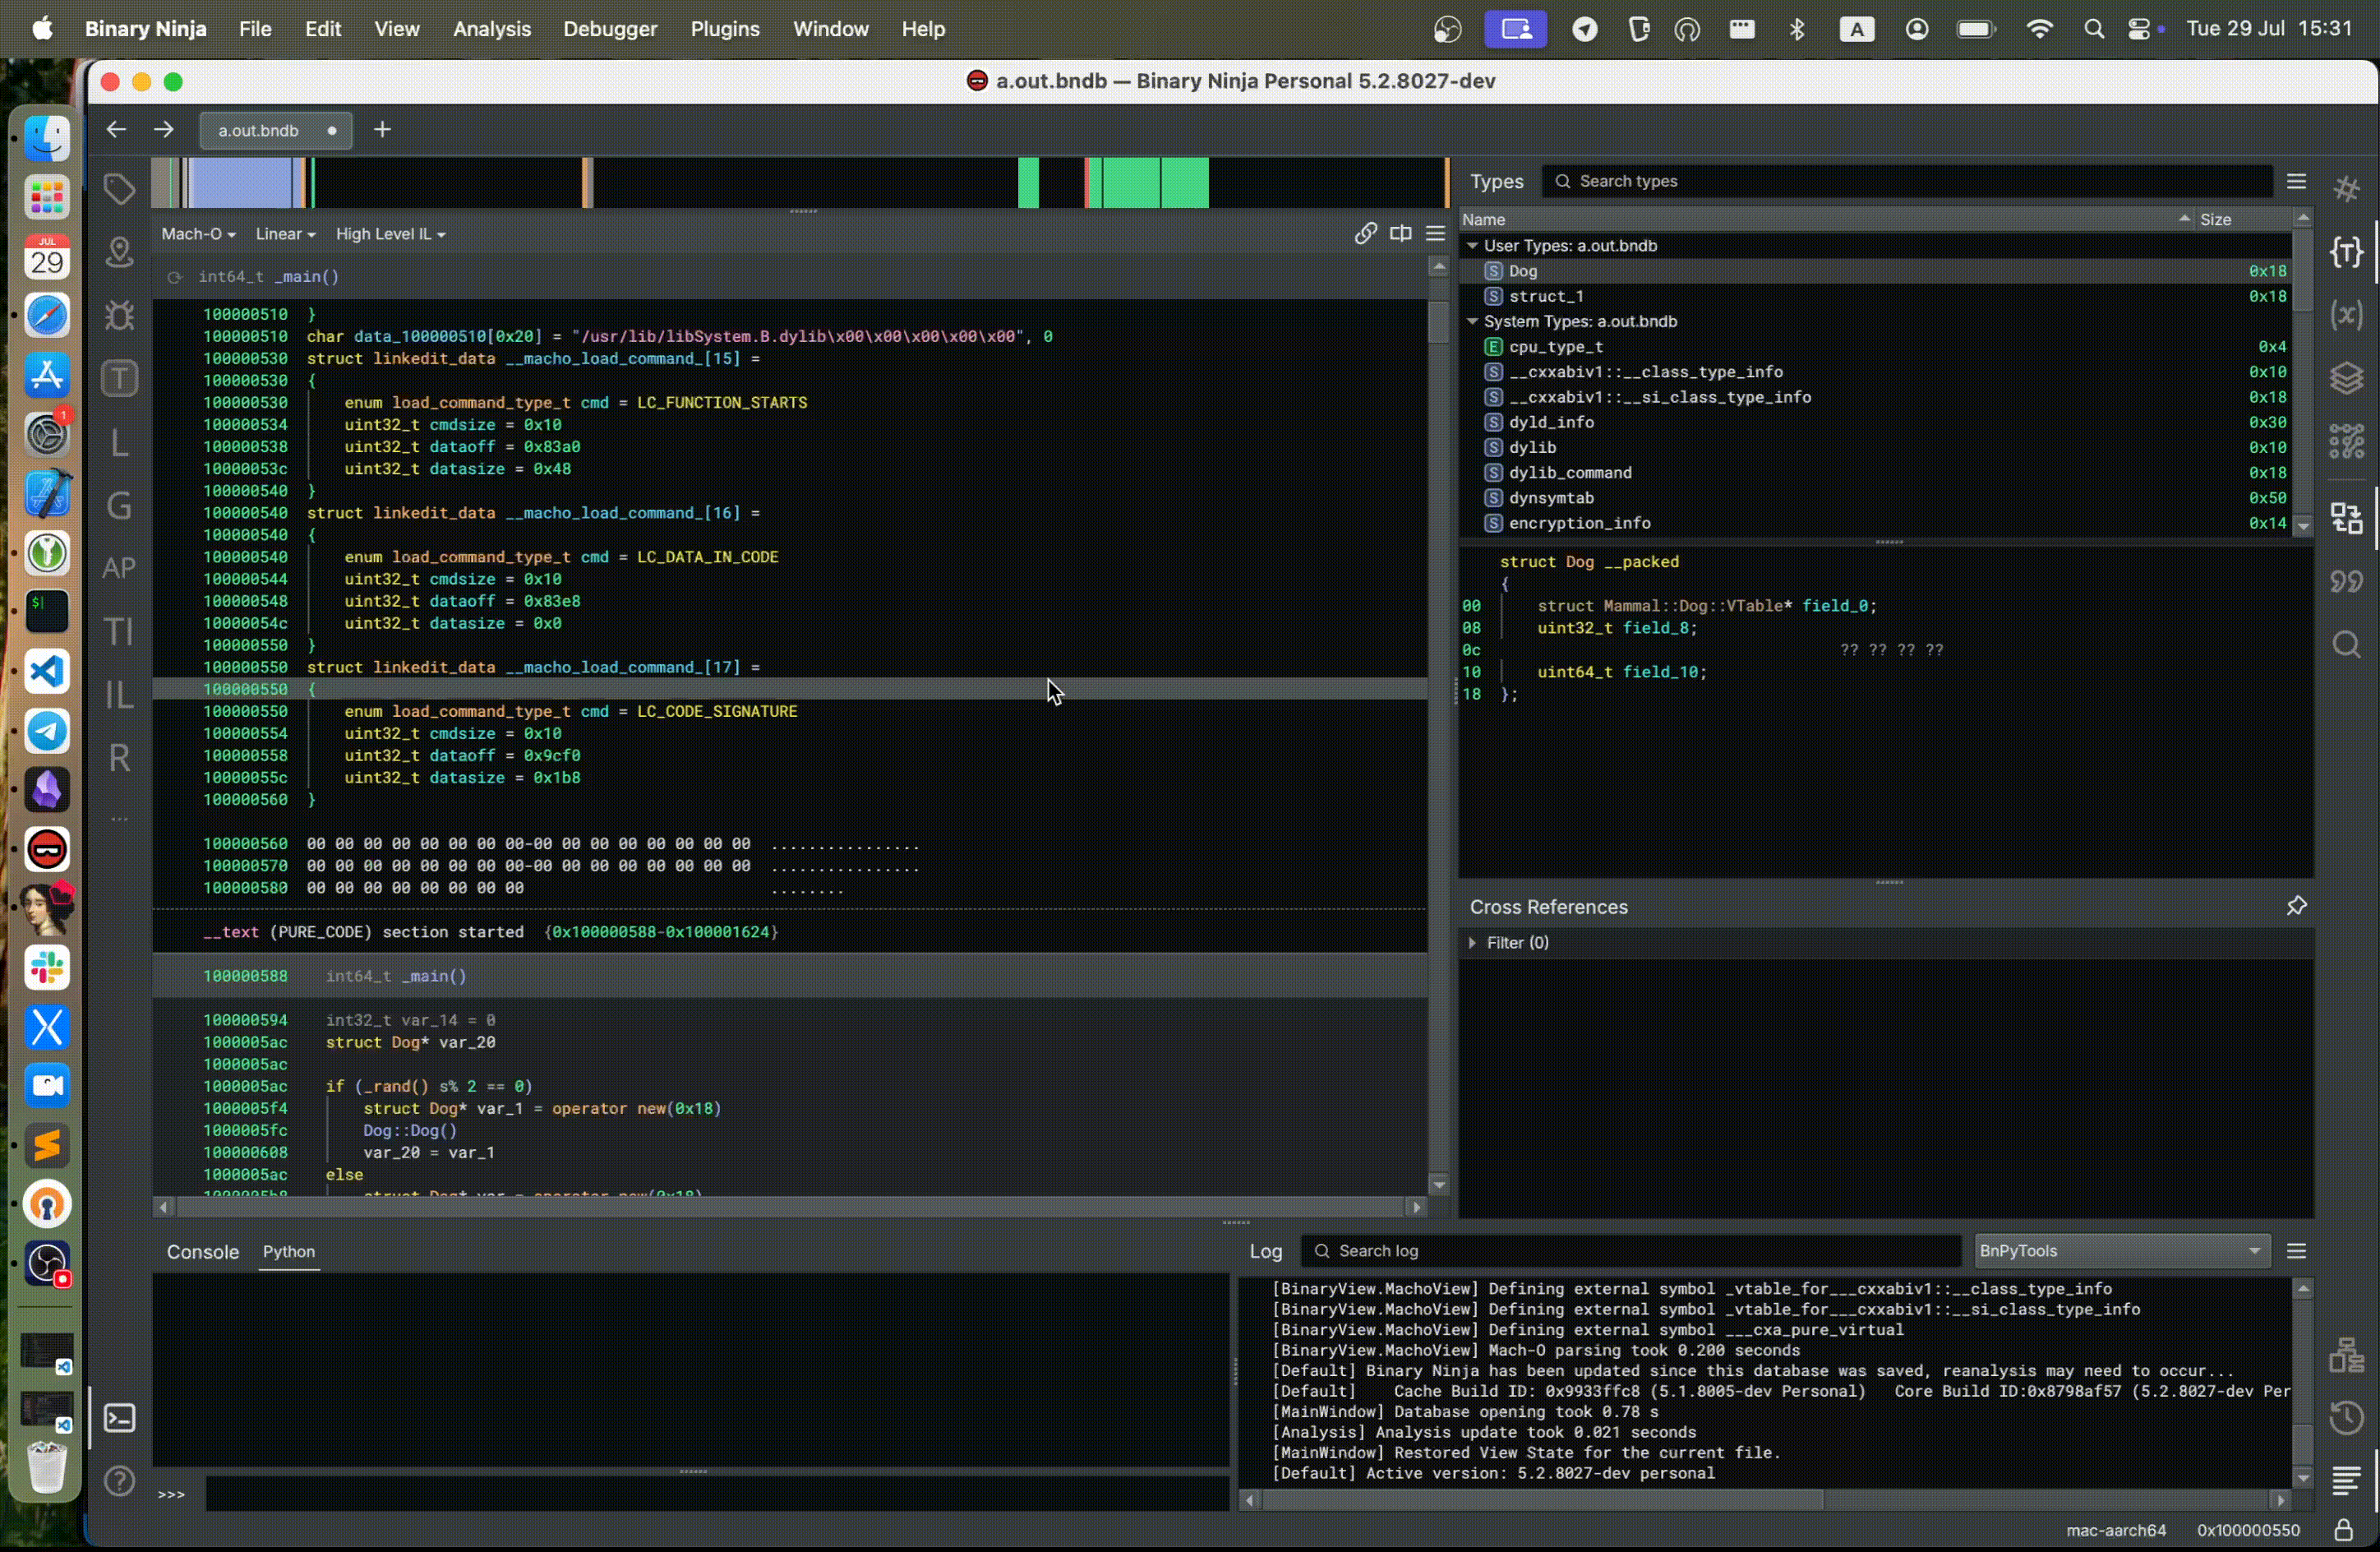 Binary Ninja File Edit View Analysis Debugger Plugins Window Help A Tue 29 Jul 15:31
a.out.bndb — Binary Ninja Personal 5.2.8027-dev
a.out.bndb
Mach-O Linear High Level IL
int64_t _main()
100000510 }
100000510 char data_100000510[0x20] = "/usr/lib/libSystem.B.dylib\x00\x00\x00\x00\x00", 0
100000530 struct linkedit_data __macho_load_command_[15] =
100000530 {
100000530 enum load_command_type_t cmd = LC_FUNCTION_STARTS
100000534 uint32_t cmdsize = 0x10
100000538 uint32_t dataoff = 0x83a0
10000053c uint32_t datasize = 0x48
100000540 }
100000540 struct linkedit_data __macho_load_command_[16] =
100000540 {
100000540 enum load_command_type_t cmd = LC_DATA_IN_CODE
100000544 uint32_t cmdsize = 0x10
100000548 uint32_t dataoff = 0x83e8
10000054c uint32_t datasize = 0x0
100000550 }
100000550 struct linkedit_data __macho_load_command_[17] =
100000550 {
100000550 enum load_command_type_t cmd = LC_CODE_SIGNATURE
100000554 uint32_t cmdsize = 0x10
100000558 uint32_t dataoff = 0x9cf0
10000055c uint32_t datasize = 0x1b8
100000560 }
100000560 00 00 00 00 00 00 00 00-00 00 00 00 00 00 00 00 ................
100000570 00 00 00 00 00 00 00 00-00 00 00 00 00 00 00 00 ................
100000580 00 00 00 00 00 00 00 00 ........
__text (PURE_CODE) section started {0x100000588-0x100001624}
100000588 int64_t _main()
100000594 int32_t var_14 = 0
1000005ac struct Dog* var_20
1000005ac
1000005ac if (_rand() s% 2 == 0)
1000005f4 struct Dog* var_1 = operator new(0x18)
1000005fc Dog::Dog()
100000608 var_20 = var_1
1000005ac else
1000005b8 struct Dog* var = operator new(0x18)
Types Search types
Name Size
User Types: a.out.bndb
S Dog 0x18
S struct_1 0x18
System Types: a.out.bndb
E cpu_type_t 0x4
S __cxxabiv1::__class_type_info 0x10
S __cxxabiv1::__si_class_type_info 0x18
S dyld_info 0x30
S dylib 0x10
S dylib_command 0x18
S dynsymtab 0x50
S encryption_info 0x14
struct Dog __packed
{
00 struct Mammal::Dog::VTable* field_0;
08 uint32_t field_8;
0c ?? ?? ?? ??
10 uint64_t field_10;
18 };
Cross References
Filter (0)
Console Python
>>>
Log Search log BnPyTools
[BinaryView.MachoView] Defining external symbol _vtable_for___cxxabiv1::__class_type_info
[BinaryView.MachoView] Defining external symbol _vtable_for___cxxabiv1::__si_class_type_info
[BinaryView.MachoView] Defining external symbol ___cxa_pure_virtual
[BinaryView.MachoView] Mach-O parsing took 0.200 seconds
[Default] Binary Ninja has been updated since this database was saved, reanalysis may need to occur...
[Default] Cache Build ID: 0x9933ffc8 (5.1.8005-dev Personal) Core Build ID:0x8798af57 (5.2.8027-dev Per
[MainWindow] Database opening took 0.78 s
[Analysis] Analysis update took 0.021 seconds
[MainWindow] Restored View State for the current file.
[Default] Active version: 5.2.8027-dev personal
mac-aarch64 0x100000550
JUL
29
1
$|
T
L
G
AP
TI
IL
R
...
{T}
(x)